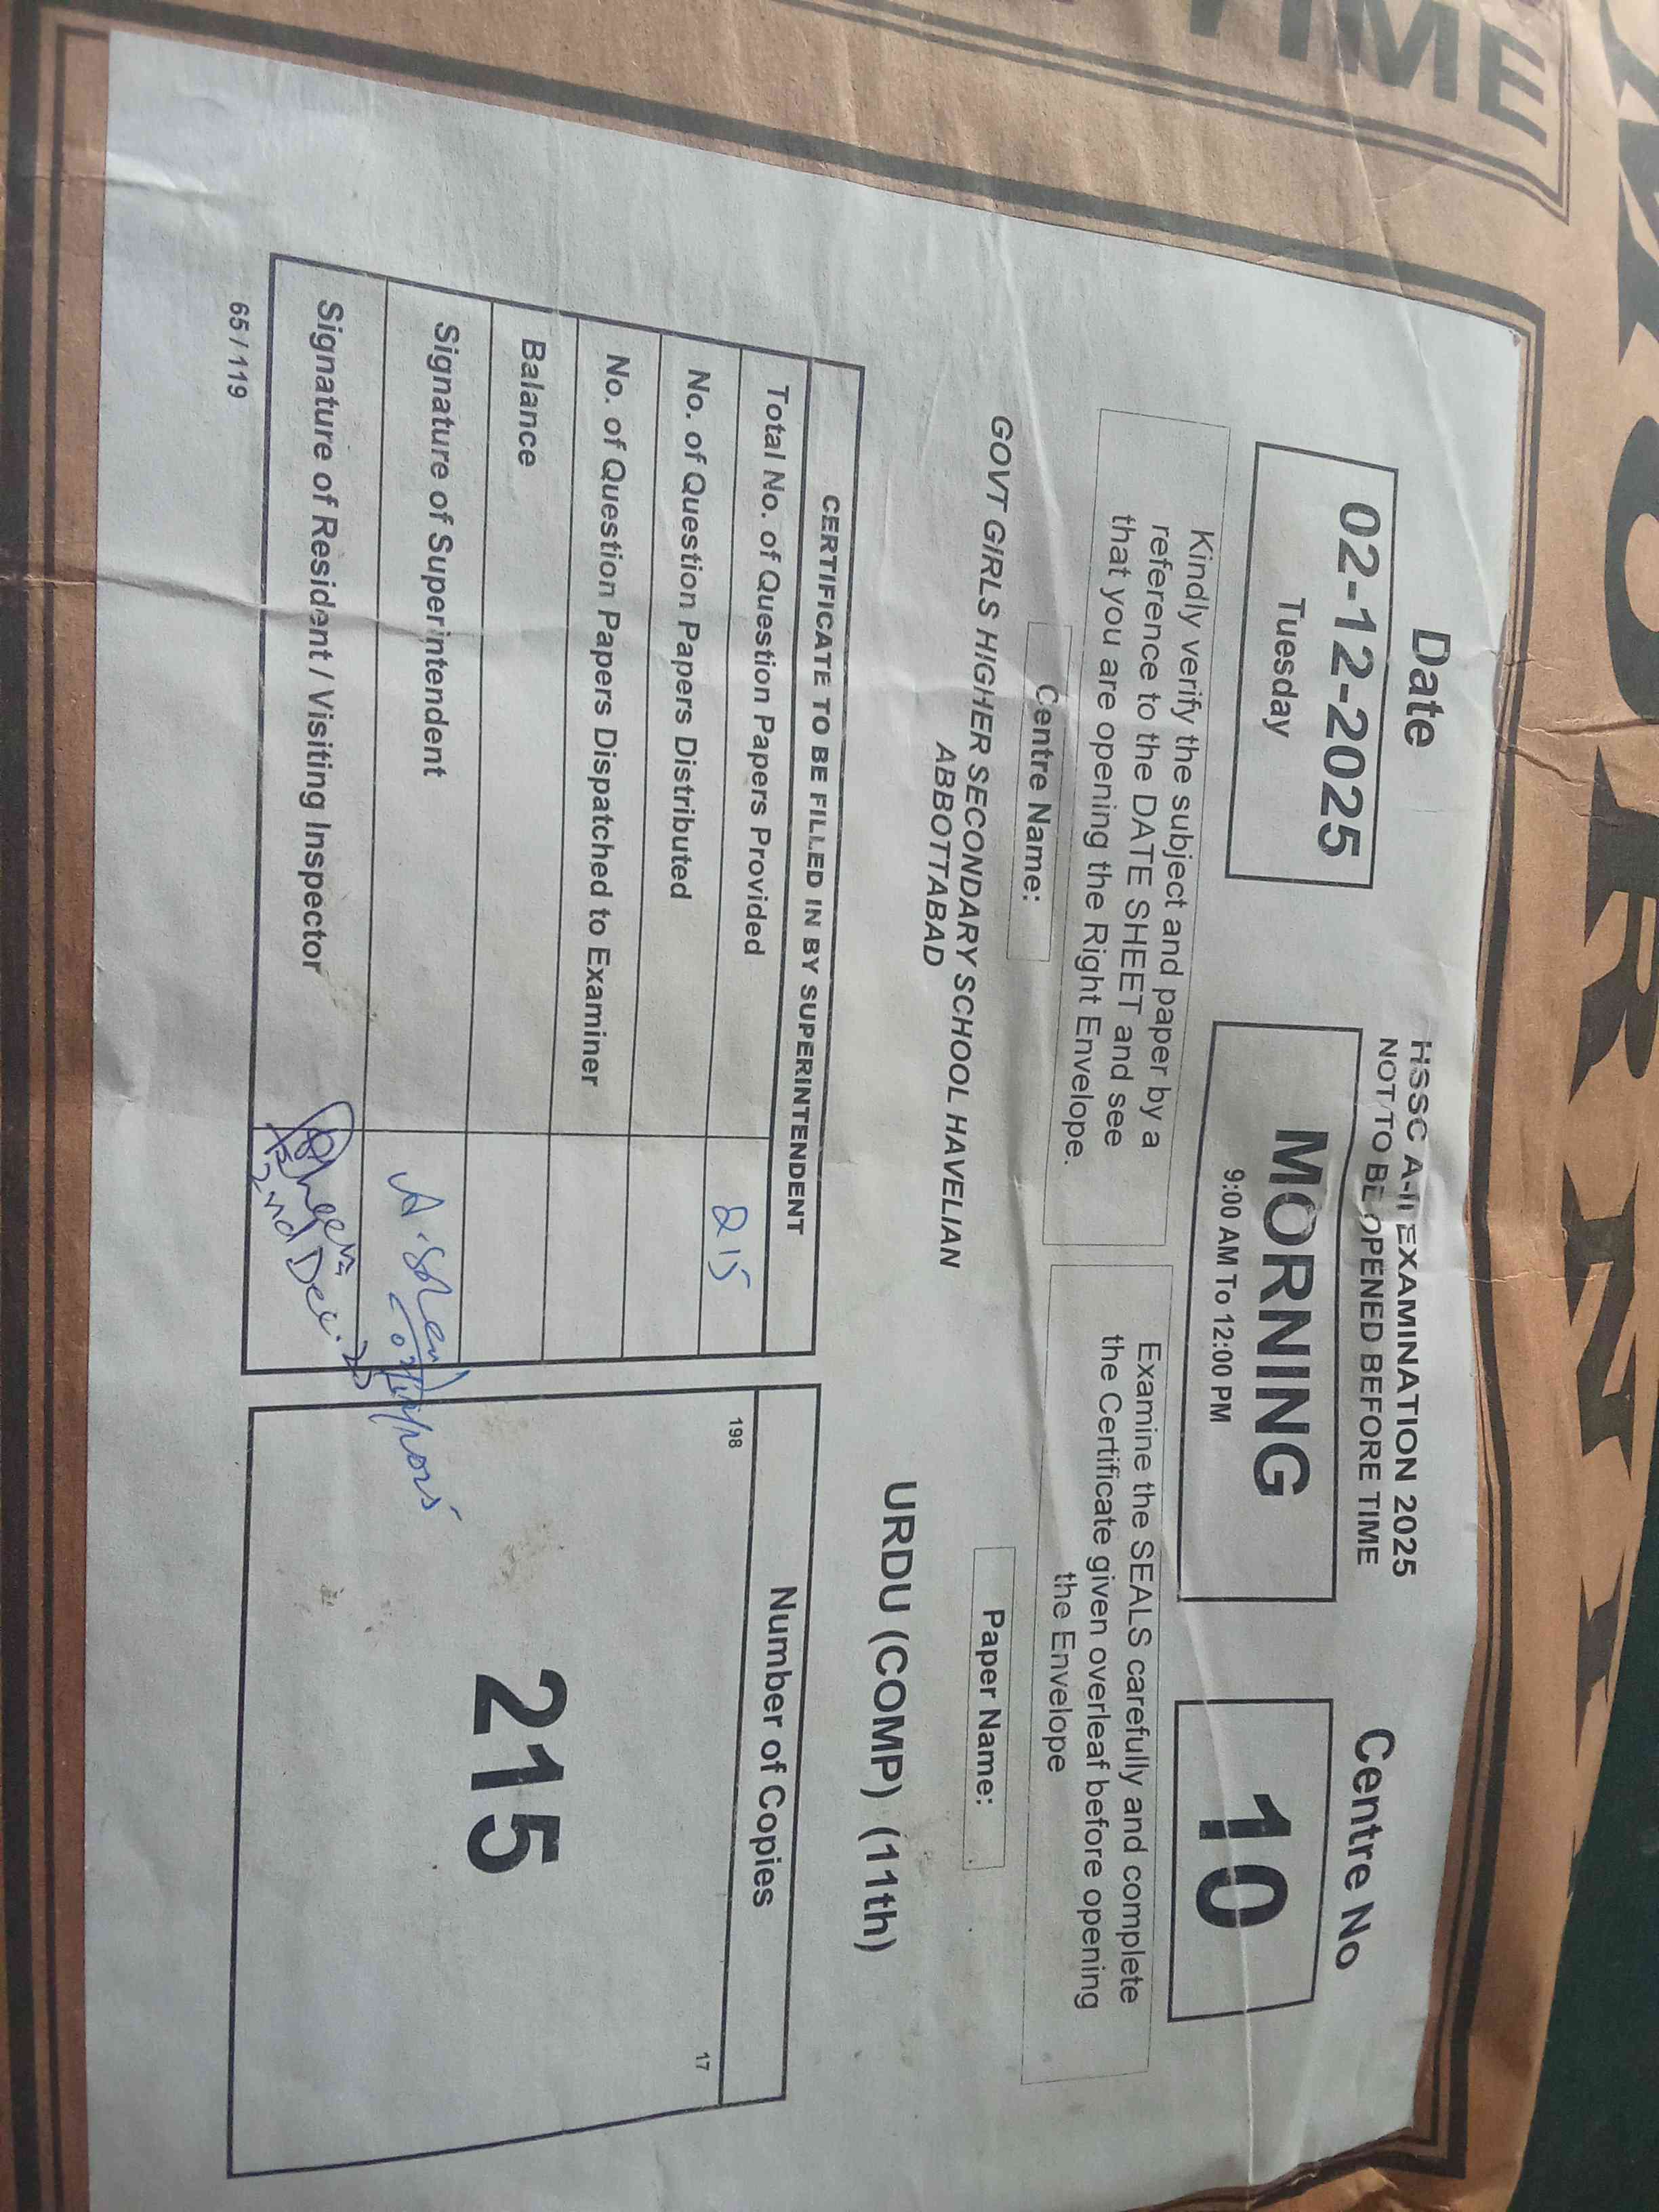 TIME
MORNING
Date
02-12-2025
Tuesday
HSSC A-II EXAMINATION 2025
NOT TO BE OPENED BEFORE TIME
MORNING
9:00 AM To 12:00 PM
Centre No
10
Kindly verify the subject and paper by a
reference to the DATE SHEET and see
that you are opening the Right Envelope.
Examine the SEALS carefully and complete
the Certificate given overleaf before opening
the Envelope
Centre Name:
GOVT GIRLS HIGHER SECONDARY SCHOOL HAVELIAN
ABBOTTABAD
Paper Name:
URDU (COMP) (11th)
CERTIFICATE TO BE FILLED IN BY SUPERINTENDENT
Total No. of Question Papers Provided 215
No. of Question Papers Distributed
No. of Question Papers Dispatched to Examiner
Balance
Signature of Superintendent
Signature of Resident / Visiting Inspector
2nd Dec.
65 / 119
Number of Copies
198
17
215